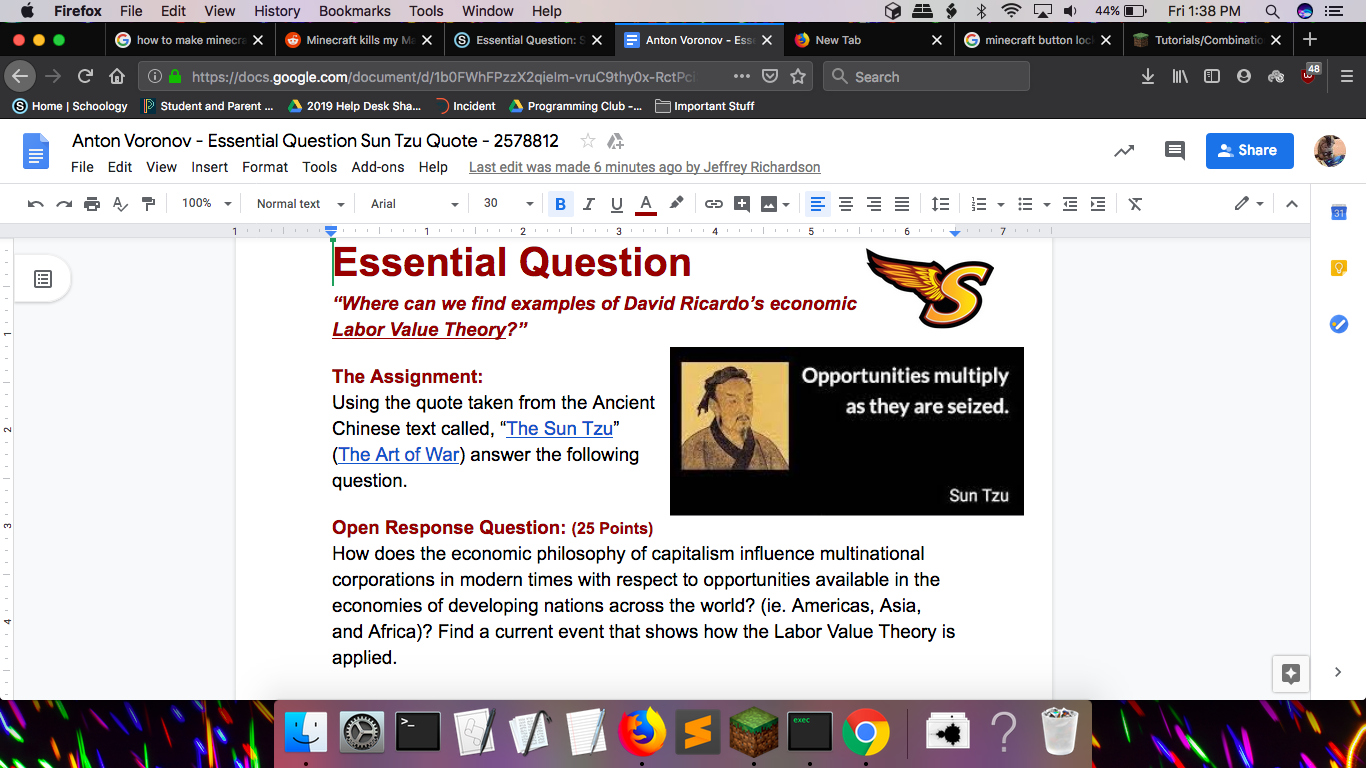 Firefox File Edit View History Bookmarks Tools Window Help 44% Fri 1:38 PM
how to make minecra Minecraft kills my Ma Essential Question: S Anton Voronov - Ess New Tab minecraft button loc Tutorials/Combinatio
https://docs.google.com/document/d/1b0FWhFPzzX2qielm-vruC9thy0x-RctPc Search 48
Home | Schoology Student and Parent ... 2019 Help Desk Sha... Incident Programming Club -... Important Stuff
Anton Voronov - Essential Question Sun Tzu Quote - 2578812
File Edit View Insert Format Tools Add-ons Help Last edit was made 6 minutes ago by Jeffrey Richardson
Share
100% Normal text Arial 30 B I U A
1 1 2 3 4 5 6 7
Essential Question
S
“Where can we find examples of David Ricardo’s economic
Labor Value Theory?”
The Assignment:
Using the quote taken from the Ancient
Chinese text called, “The Sun Tzu”
(The Art of War) answer the following
question.
Opportunities multiply
as they are seized.
Sun Tzu
Open Response Question: (25 Points)
How does the economic philosophy of capitalism influence multinational
corporations in modern times with respect to opportunities available in the
economies of developing nations across the world? (ie. Americas, Asia,
and Africa)? Find a current event that shows how the Labor Value Theory is
applied.
1
2
3
4
31
exec